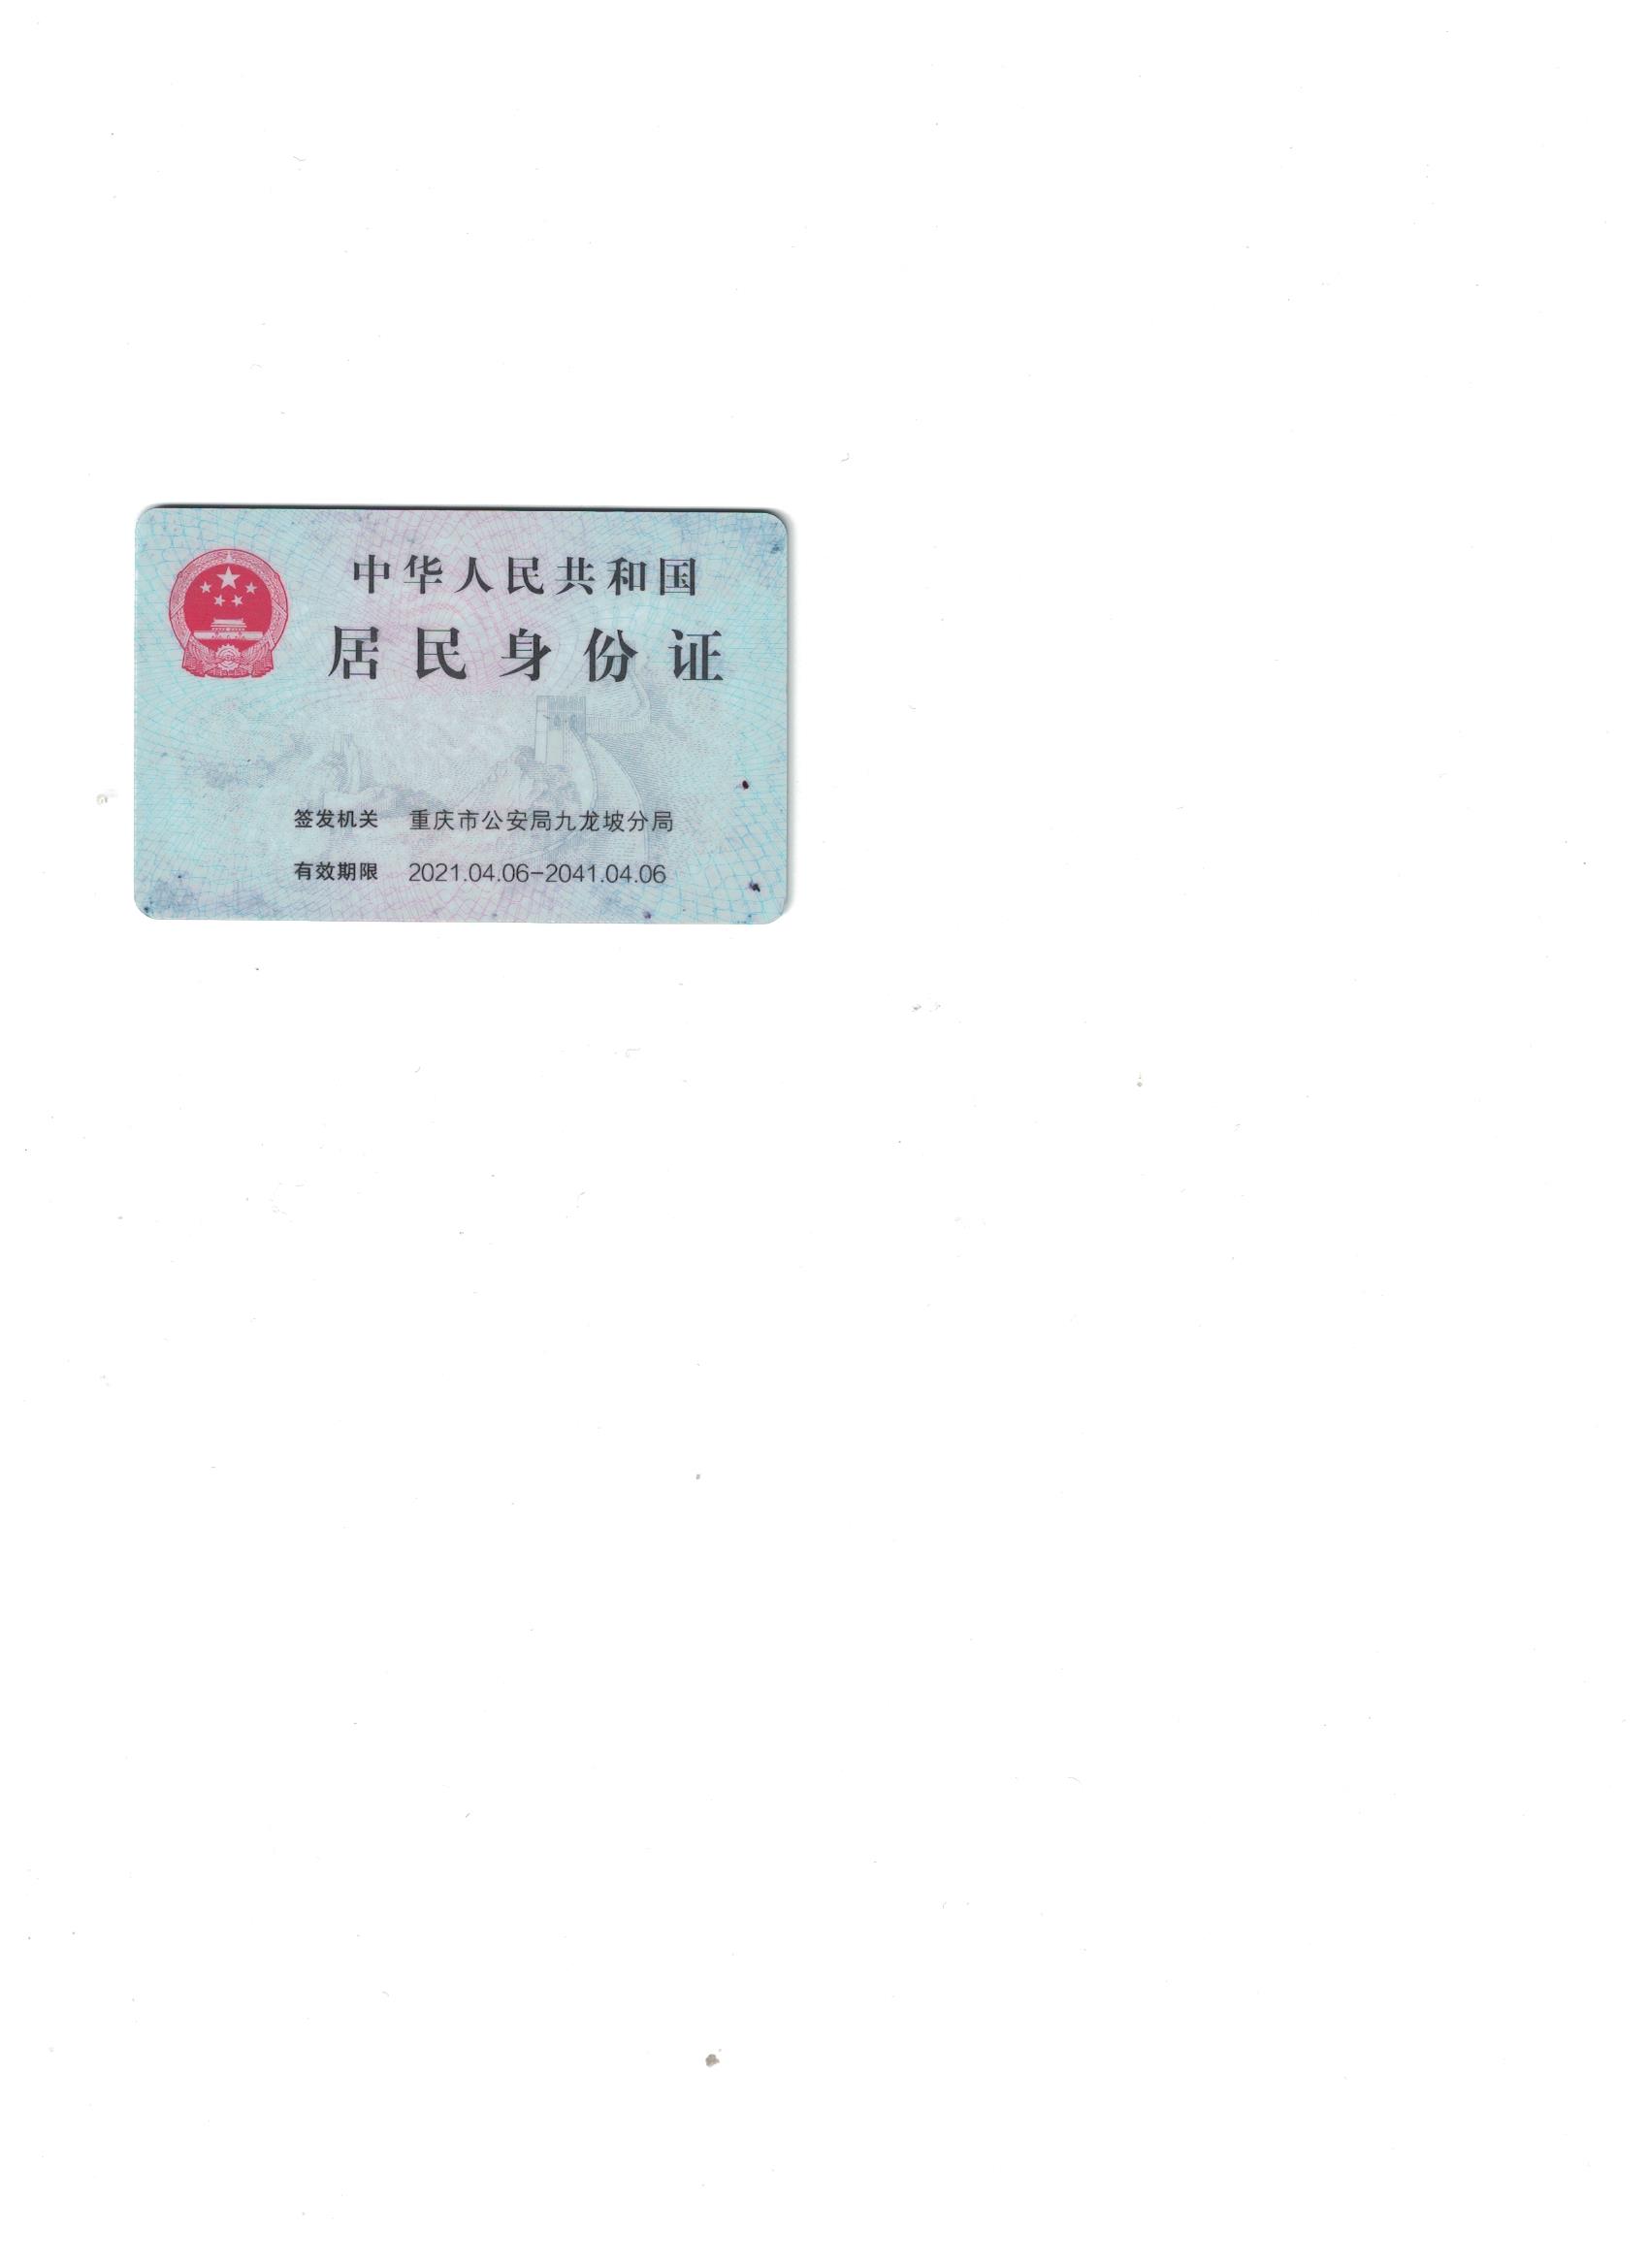 中华人民共和国
居民身份证
签发机关 重庆市公安局九龙坡分局
有效期限 2021.04.06-2041.04.06